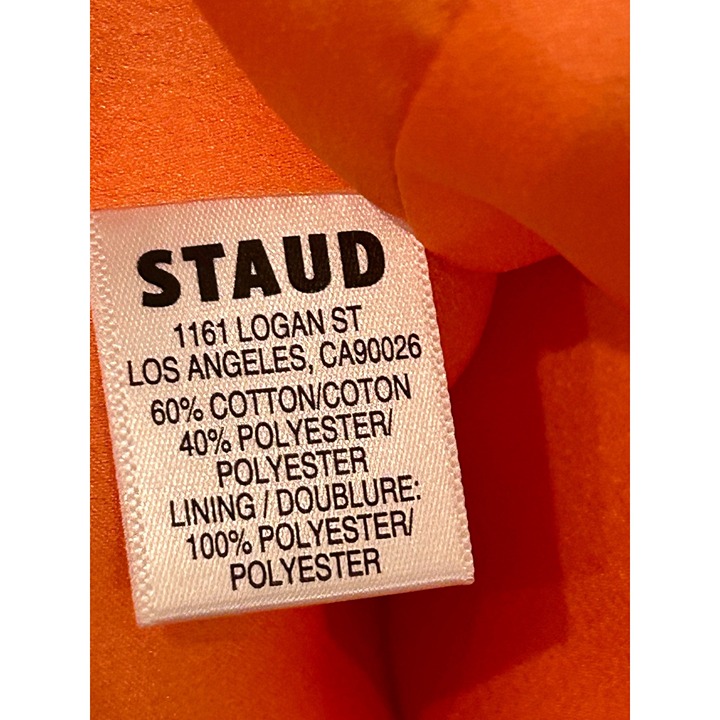 STAUD
1161 LOGAN ST
LOS ANGELES, CA90026
60% COTTON/COTON
40% POLYESTER/
POLYESTER
LINING / DOUBLURE:
100% POLYESTER/
POLYESTER